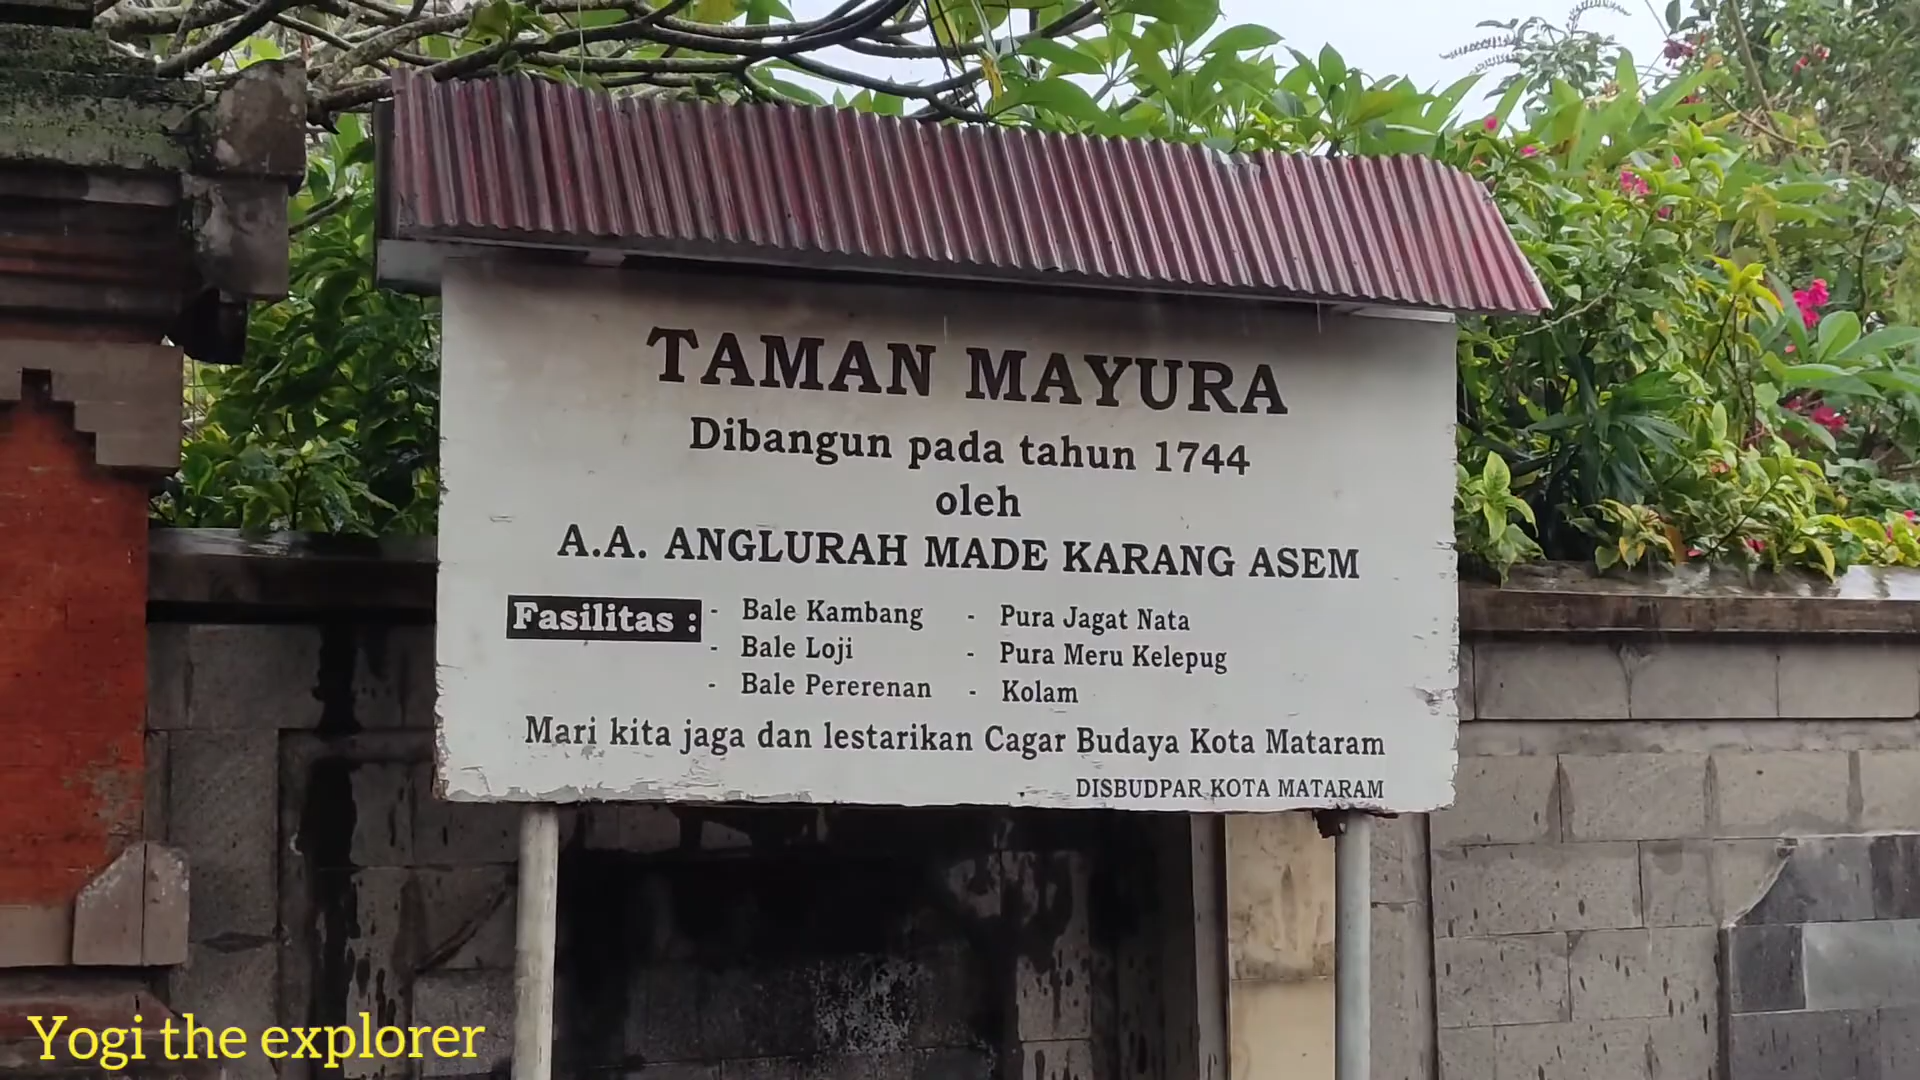 TAMAN MAYURA
Dibangun pada tahun 1744
oleh
A.A. ANGLURAH MADE KARANG ASEM
Fasilitas : - Bale Kambang - Pura Jagat Nata
- Bale Loji - Pura Meru Kelepug
- Bale Pererenan - Kolam
Mari kita jaga dan lestarikan Cagar Budaya Kota Mataram
DISBUDPAR KOTA MATARAM
Yogi the explorer